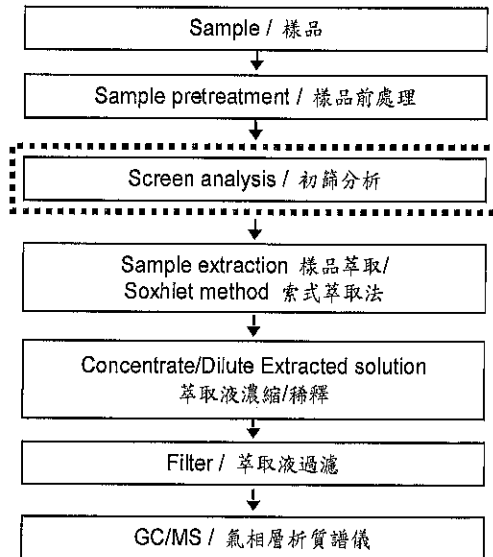 Sample / 樣品
Sample pretreatment / 樣品前處理
Screen analysis / 初篩分析
Sample extraction 樣品萃取/
Soxhlet method 索式萃取法
Concentrate/Dilute Extracted solution
萃取液濃縮/稀釋
Filter / 萃取液過濾
GC/MS / 氣相層析質譜儀